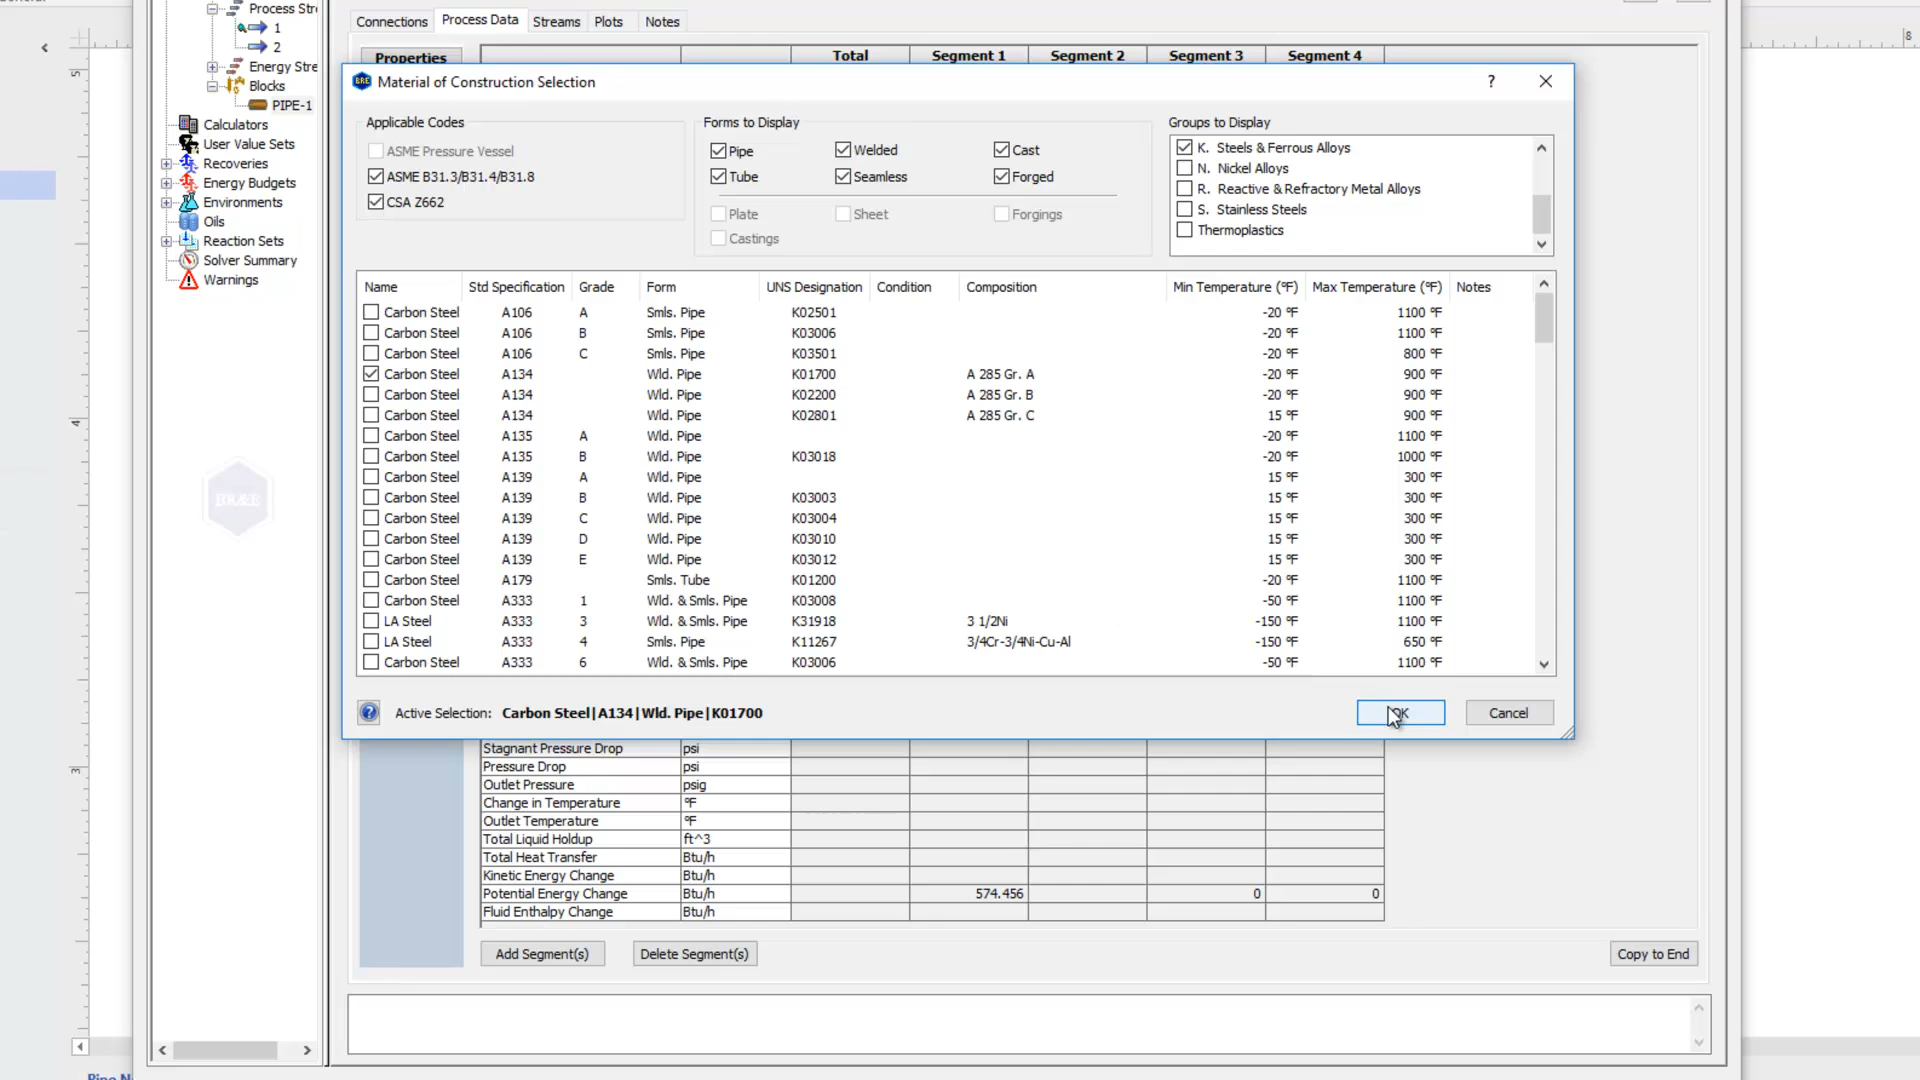 Process Stre
1
2
Energy Stre
Blocks
PIPE-1
Calculators
User Value Sets
Recoveries
Energy Budgets
Environments
Oils
Reaction Sets
Solver Summary
Warnings
Connections Process Data Streams Plots Notes
Properties
Total Segment 1 Segment 2 Segment 3 Segment 4
BRE Material of Construction Selection ?
Applicable Codes
ASME Pressure Vessel
ASME B31.3/B31.4/B31.8
CSA Z662
Forms to Display
Pipe Welded Cast
Tube Seamless Forged
Plate Sheet Forgings
Castings
Groups to Display
K. Steels & Ferrous Alloys
N. Nickel Alloys
R. Reactive & Refractory Metal Alloys
S. Stainless Steels
Thermoplastics
Name Std Specification Grade Form UNS Designation Condition Composition Min Temperature (°F) Max Temperature (°F) Notes
Carbon Steel A106 A Smls. Pipe K02501 -20 °F 1100 °F
Carbon Steel A106 B Smls. Pipe K03006 -20 °F 1100 °F
Carbon Steel A106 C Smls. Pipe K03501 -20 °F 800 °F
Carbon Steel A134 Wld. Pipe K01700 A 285 Gr. A -20 °F 900 °F
Carbon Steel A134 Wld. Pipe K02200 A 285 Gr. B -20 °F 900 °F
Carbon Steel A134 Wld. Pipe K02801 A 285 Gr. C 15 °F 900 °F
Carbon Steel A135 A Wld. Pipe -20 °F 1100 °F
Carbon Steel A135 B Wld. Pipe K03018 -20 °F 1000 °F
Carbon Steel A139 A Wld. Pipe 15 °F 300 °F
Carbon Steel A139 B Wld. Pipe K03003 15 °F 300 °F
Carbon Steel A139 C Wld. Pipe K03004 15 °F 300 °F
Carbon Steel A139 D Wld. Pipe K03010 15 °F 300 °F
Carbon Steel A139 E Wld. Pipe K03012 15 °F 300 °F
Carbon Steel A179 Smls. Tube K01200 -20 °F 1100 °F
Carbon Steel A333 1 Wld. & Smls. Pipe K03008 -50 °F 1100 °F
LA Steel A333 3 Wld. & Smls. Pipe K31918 3 1/2Ni -150 °F 1100 °F
LA Steel A333 4 Smls. Pipe K11267 3/4Cr-3/4Ni-Cu-Al -150 °F 650 °F
Carbon Steel A333 6 Wld. & Smls. Pipe K03006 -50 °F 1100 °F
? Active Selection: Carbon Steel|A134|Wld. Pipe|K01700 OK Cancel
Stagnant Pressure Drop psi
Pressure Drop psi
Outlet Pressure psig
Change in Temperature °F
Outlet Temperature °F
Total Liquid Holdup ft^3
Total Heat Transfer Btu/h
Kinetic Energy Change Btu/h
Potential Energy Change Btu/h 574.456 0 0
Fluid Enthalpy Change Btu/h
Add Segment(s) Delete Segment(s) Copy to End
BR&E
5
4
3
8